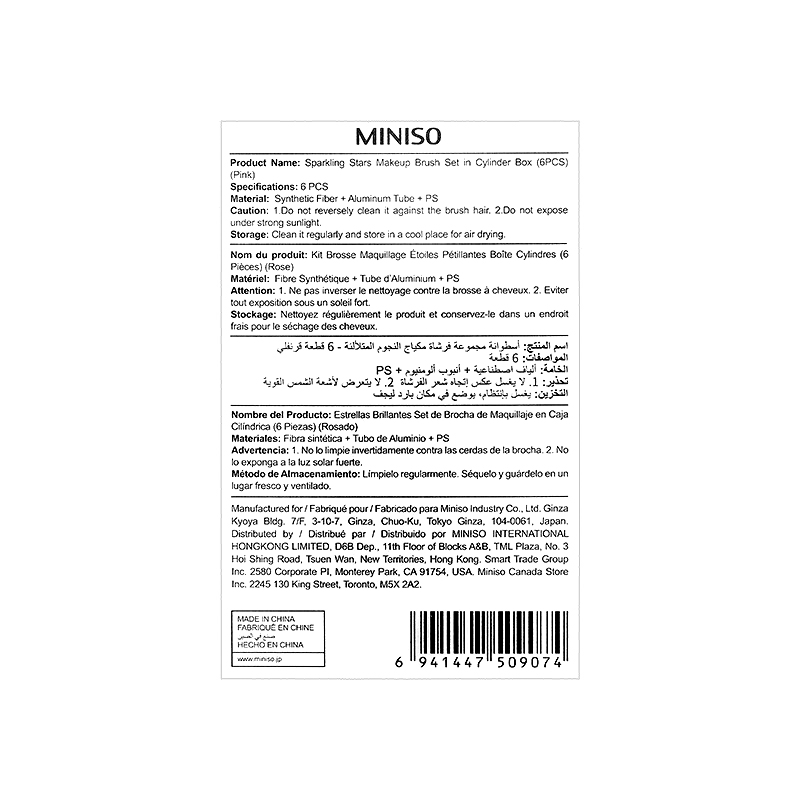 MINISO
Product Name: Sparkling Stars Makeup Brush Set in Cylinder Box (6PCS)
(Pink)
Specifications: 6 PCS
Material: Synthetic Fiber + Aluminum Tube + PS
Caution: 1.Do not reversely clean it against the brush hair. 2.Do not expose
under strong sunlight.
Storage: Clean it regularly and store in a cool place for air drying.
Nom du produit: Kit Brosse Maquillage Étoiles Pétillantes Boîte Cylindres (6
Pièces) (Rose)
Matériel: Fibre Synthétique + Tube d'Aluminium + PS
Attention: 1. Ne pas inverser le nettoyage contre la brosse à cheveux. 2. Eviter
tout exposition sous un soleil fort.
Stockage: Nettoyez régulièrement le produit et conservez-le dans un endroit
frais pour le séchage des cheveux.
اسم المنتج: أسطوانة مجموعة فرشاة مكياج النجوم المتلألئة - 6 قطعة قرنفلي
المواصفات: 6 قطعة
الخامة: ألياف اصطناعية + أنبوب ألومنيوم + PS
تحذير: 1. لا يغسل عكس إتجاه شعر الفرشاة 2. لا يتعرض لأشعة الشمس القوية
التخزين: يغسل بإنتظام، يوضع في مكان بارد ليجف
Nombre del Producto: Estrellas Brillantes Set de Brocha de Maquillaje en Caja
Cilíndrica (6 Piezas) (Rosado)
Materiales: Fibra sintética + Tubo de Aluminio + PS
Advertencia: 1. No lo limpie invertidamente contra las cerdas de la brocha. 2. No
lo exponga a la luz solar fuerte.
Método de Almacenamiento: Límpielo regularmente. Séquelo y guárdelo en un
lugar fresco y ventilado.
Manufactured for / Fabriqué pour / Fabricado para Miniso Industry Co., Ltd. Ginza
Kyoya Bldg. 7/F, 3-10-7, Ginza, Chuo-Ku, Tokyo Ginza, 104-0061, Japan.
Distributed by / Distribué par / Distribuido por MINISO INTERNATIONAL
HONGKONG LIMITED, D6B Dep., 11th Floor of Blocks A&B, TML Plaza, No. 3
Hoi Shing Road, Tsuen Wan, New Territories, Hong Kong. Smart Trade Group
Inc. 2580 Corporate Pl, Monterey Park, CA 91754, USA. Miniso Canada Store
Inc. 2245 130 King Street, Toronto, M5X 2A2.
MADE IN CHINA
FABRIQUÉ EN CHINE
صنع في الصين
HECHO EN CHINA
www.miniso.jp
6 941447 509074